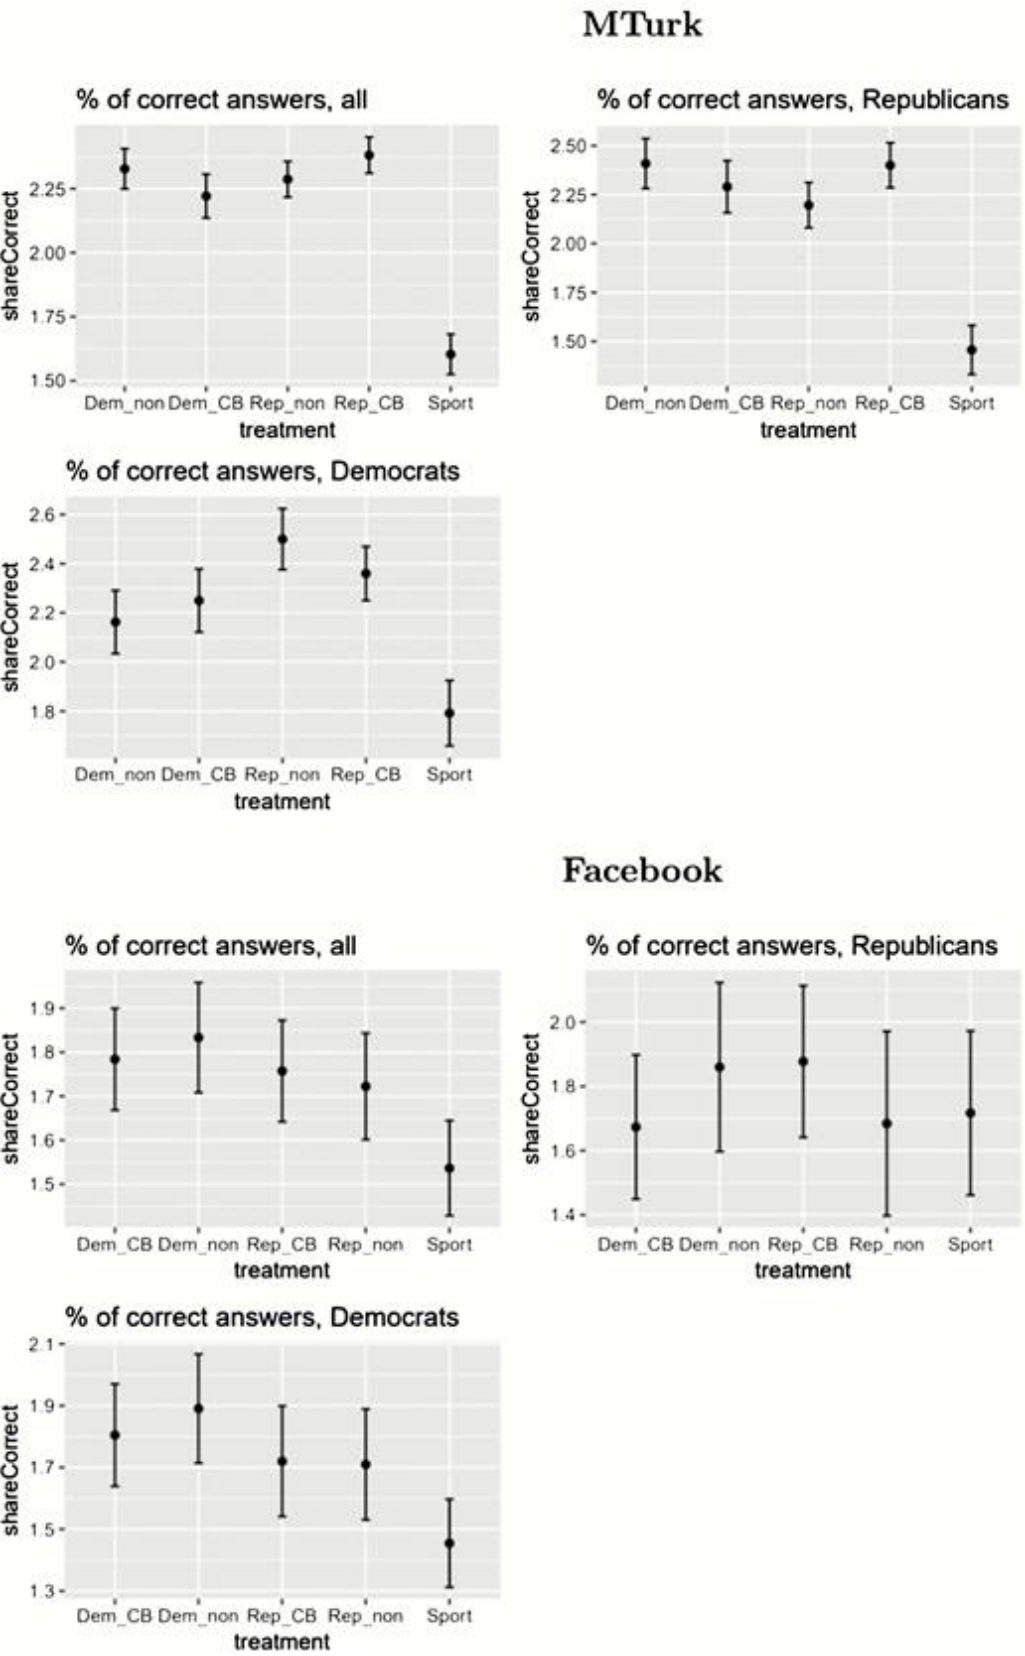 MTurk
% of correct answers, all
shareCorrect
2.25
2.00
1.75
1.50
Dem_non Dem_CB Rep_non Rep_CB Sport
treatment
% of correct answers, Republicans
shareCorrect
2.50
2.25
2.00
1.75
1.50
Dem_non Dem_CB Rep_non Rep_CB Sport
treatment
% of correct answers, Democrats
shareCorrect
2.6
2.4
2.2
2.0
1.8
Dem_non Dem_CB Rep_non Rep_CB Sport
treatment
Facebook
% of correct answers, all
shareCorrect
1.9
1.8
1.7
1.6
1.5
Dem_CB Dem_non Rep_CB Rep_non Sport
treatment
% of correct answers, Republicans
shareCorrect
2.0
1.8
1.6
1.4
Dem_CB Dem_non Rep_CB Rep_non Sport
treatment
% of correct answers, Democrats
shareCorrect
2.1
1.9
1.7
1.5
1.3
Dem_CB Dem_non Rep_CB Rep_non Sport
treatment